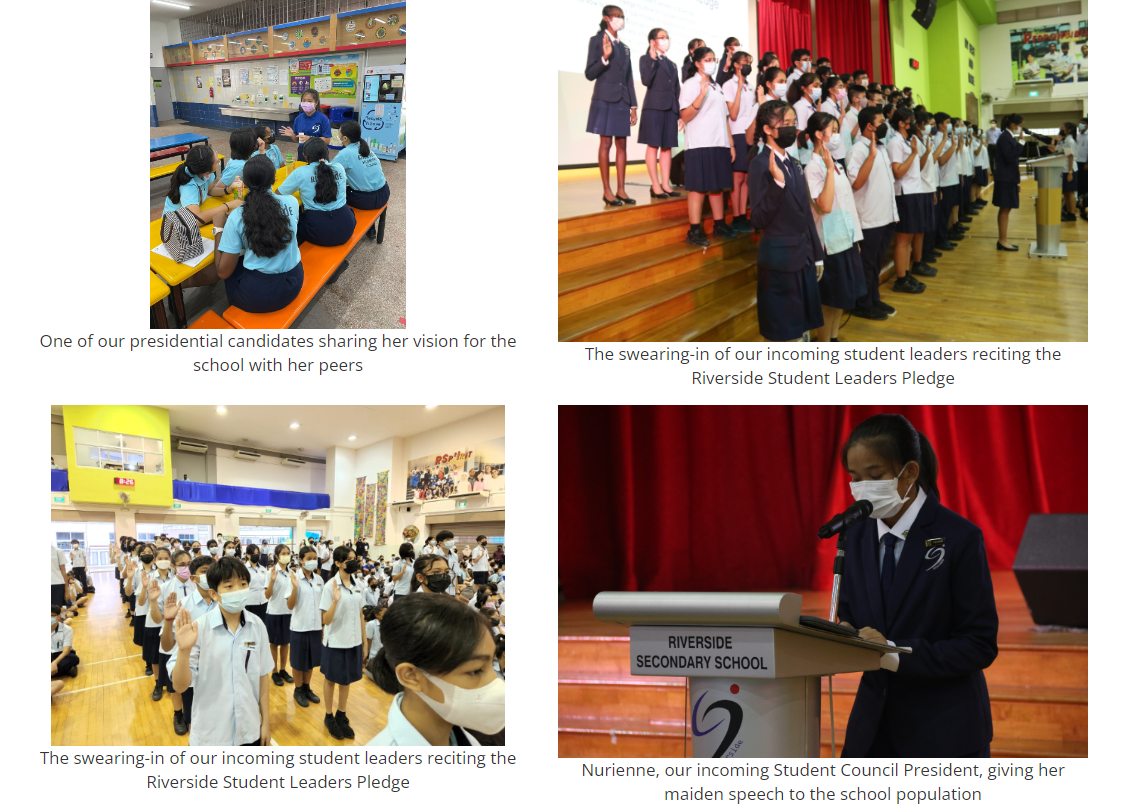 One of our presidential candidates sharing her vision for the
school with her peers
The swearing-in of our incoming student leaders reciting the
Riverside Student Leaders Pledge
The swearing-in of our incoming student leaders reciting the
Riverside Student Leaders Pledge
8:26
RIVERSIDE
SECONDARY SCHOOL
Nurienne, our incoming Student Council President, giving her
maiden speech to the school population